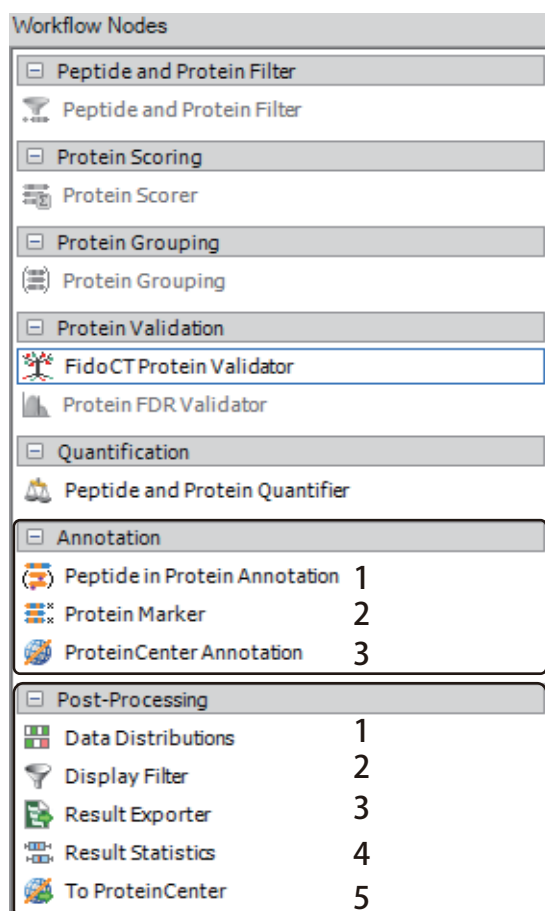 Workflow Nodes
Peptide and Protein Filter
Peptide and Protein Filter
Protein Scoring
Protein Scorer
Protein Grouping
Protein Grouping
Protein Validation
FidoCT Protein Validator
Protein FDR Validator
Quantification
Peptide and Protein Quantifier
Annotation
Peptide in Protein Annotation 1
Protein Marker 2
ProteinCenter Annotation 3
Post-Processing
Data Distributions 1
Display Filter 2
Result Exporter 3
Result Statistics 4
To ProteinCenter 5